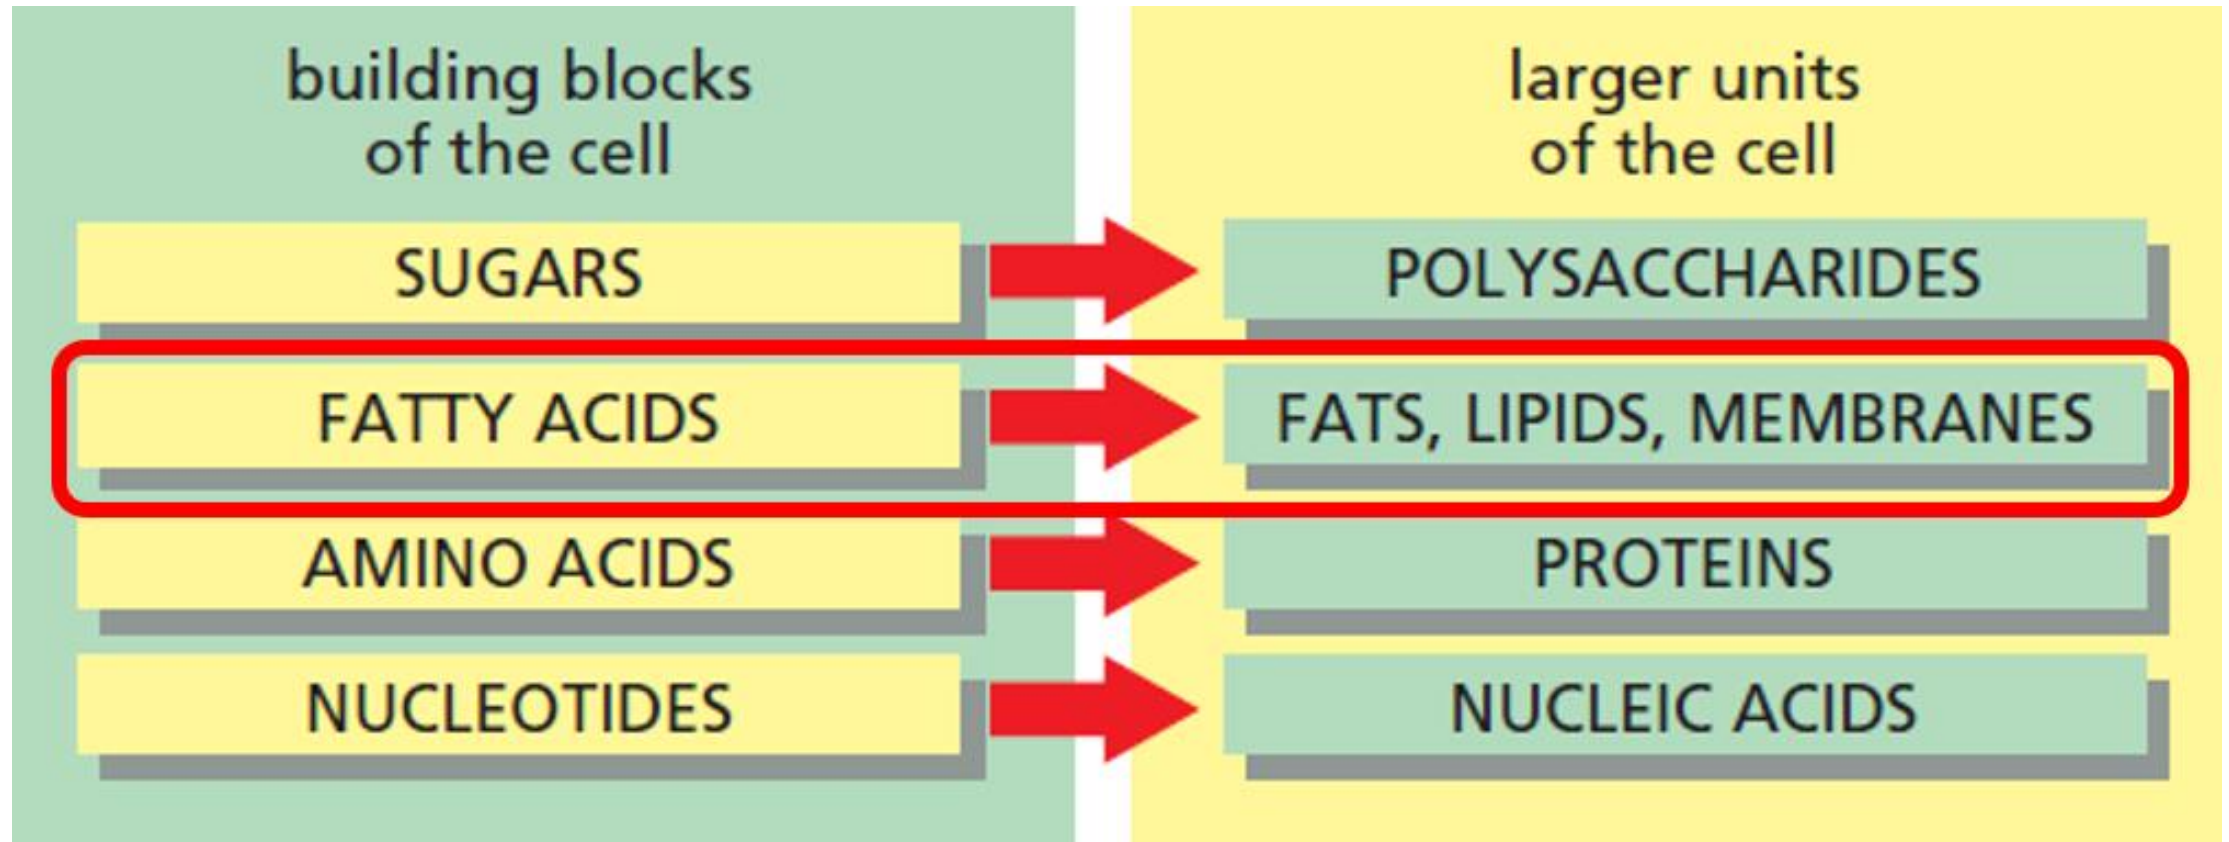 building blocks
of the cell
larger units
of the cell
SUGARS
POLYSACCHARIDES
FATTY ACIDS
FATS, LIPIDS, MEMBRANES
AMINO ACIDS
PROTEINS
NUCLEOTIDES
NUCLEIC ACIDS